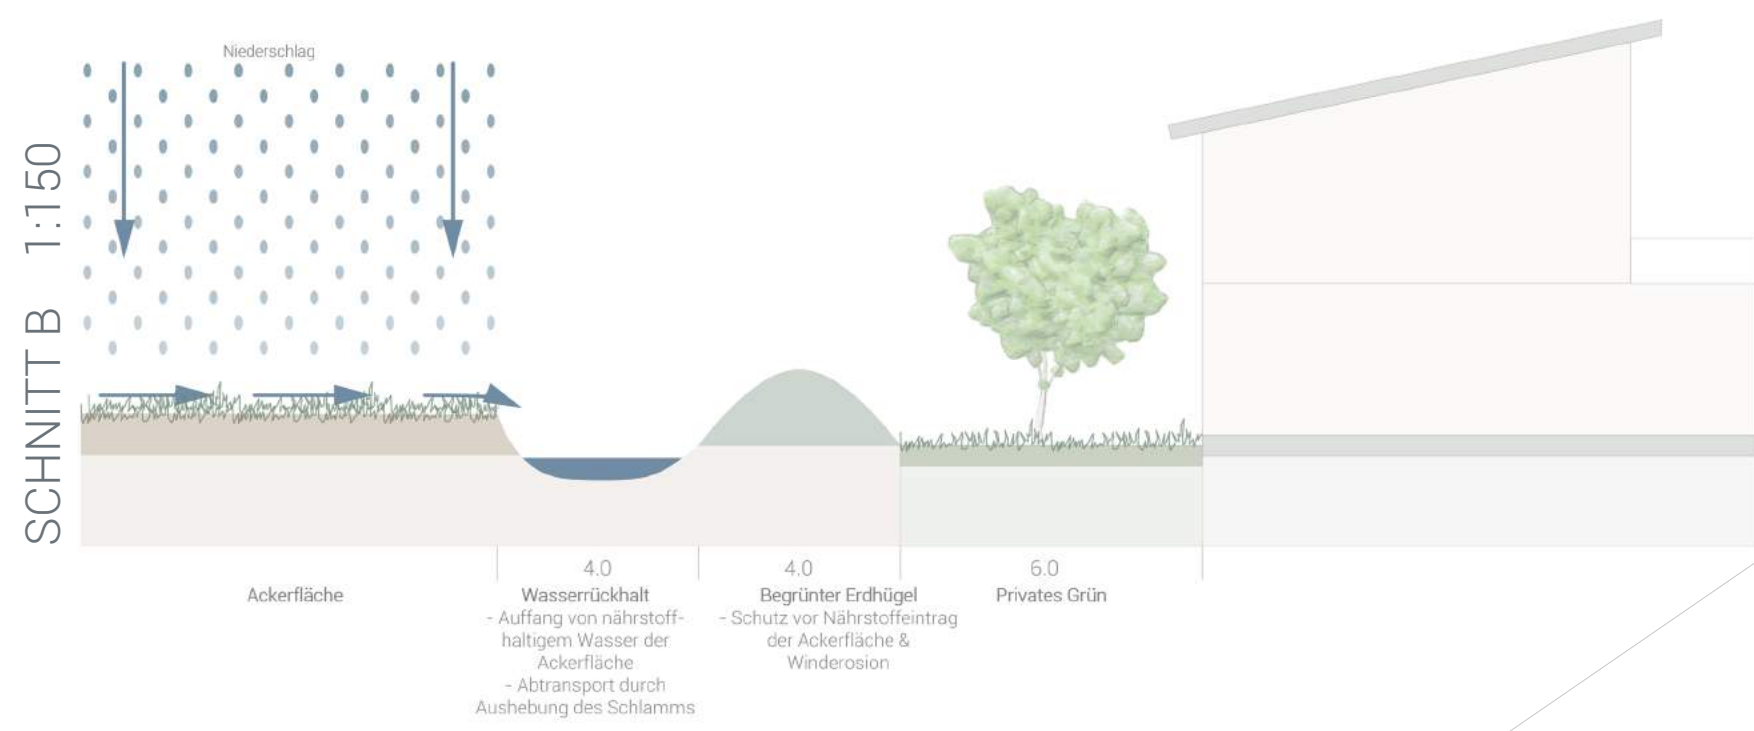 SCHNITT B 1:150
Niederschlag
Ackerfläche
4.0
Wasserrückhalt
- Auffang von nährstoff-
haltigem Wasser der
Ackerfläche
- Abtransport durch
Aushebung des Schlamms
4.0
Begrünter Erdhügel
- Schutz vor Nährstoffeintrag
der Ackerfläche &
Winderosion
6.0
Privates Grün